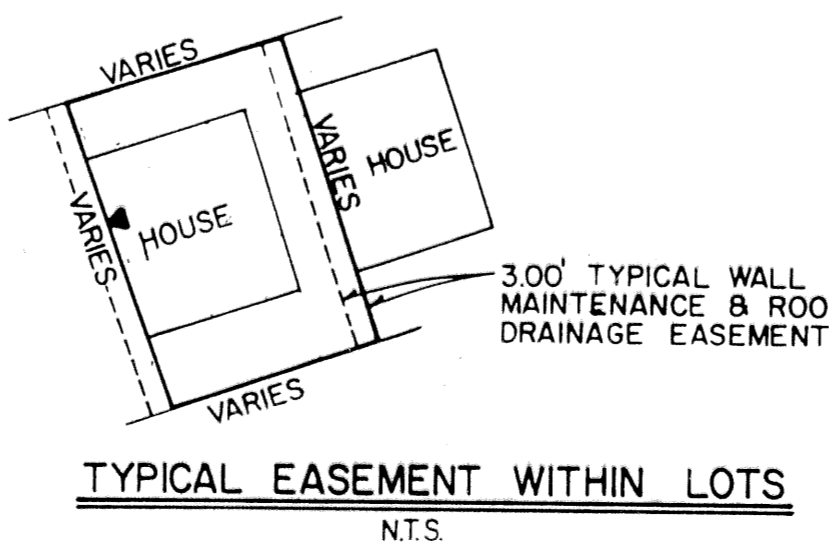 VARIES
VARIES
HOUSE
VARIES
HOUSE
VARIES
3.00' TYPICAL WALL
MAINTENANCE & ROO
DRAINAGE EASEMENT
TYPICAL EASEMENT WITHIN LOTS
N.T.S.